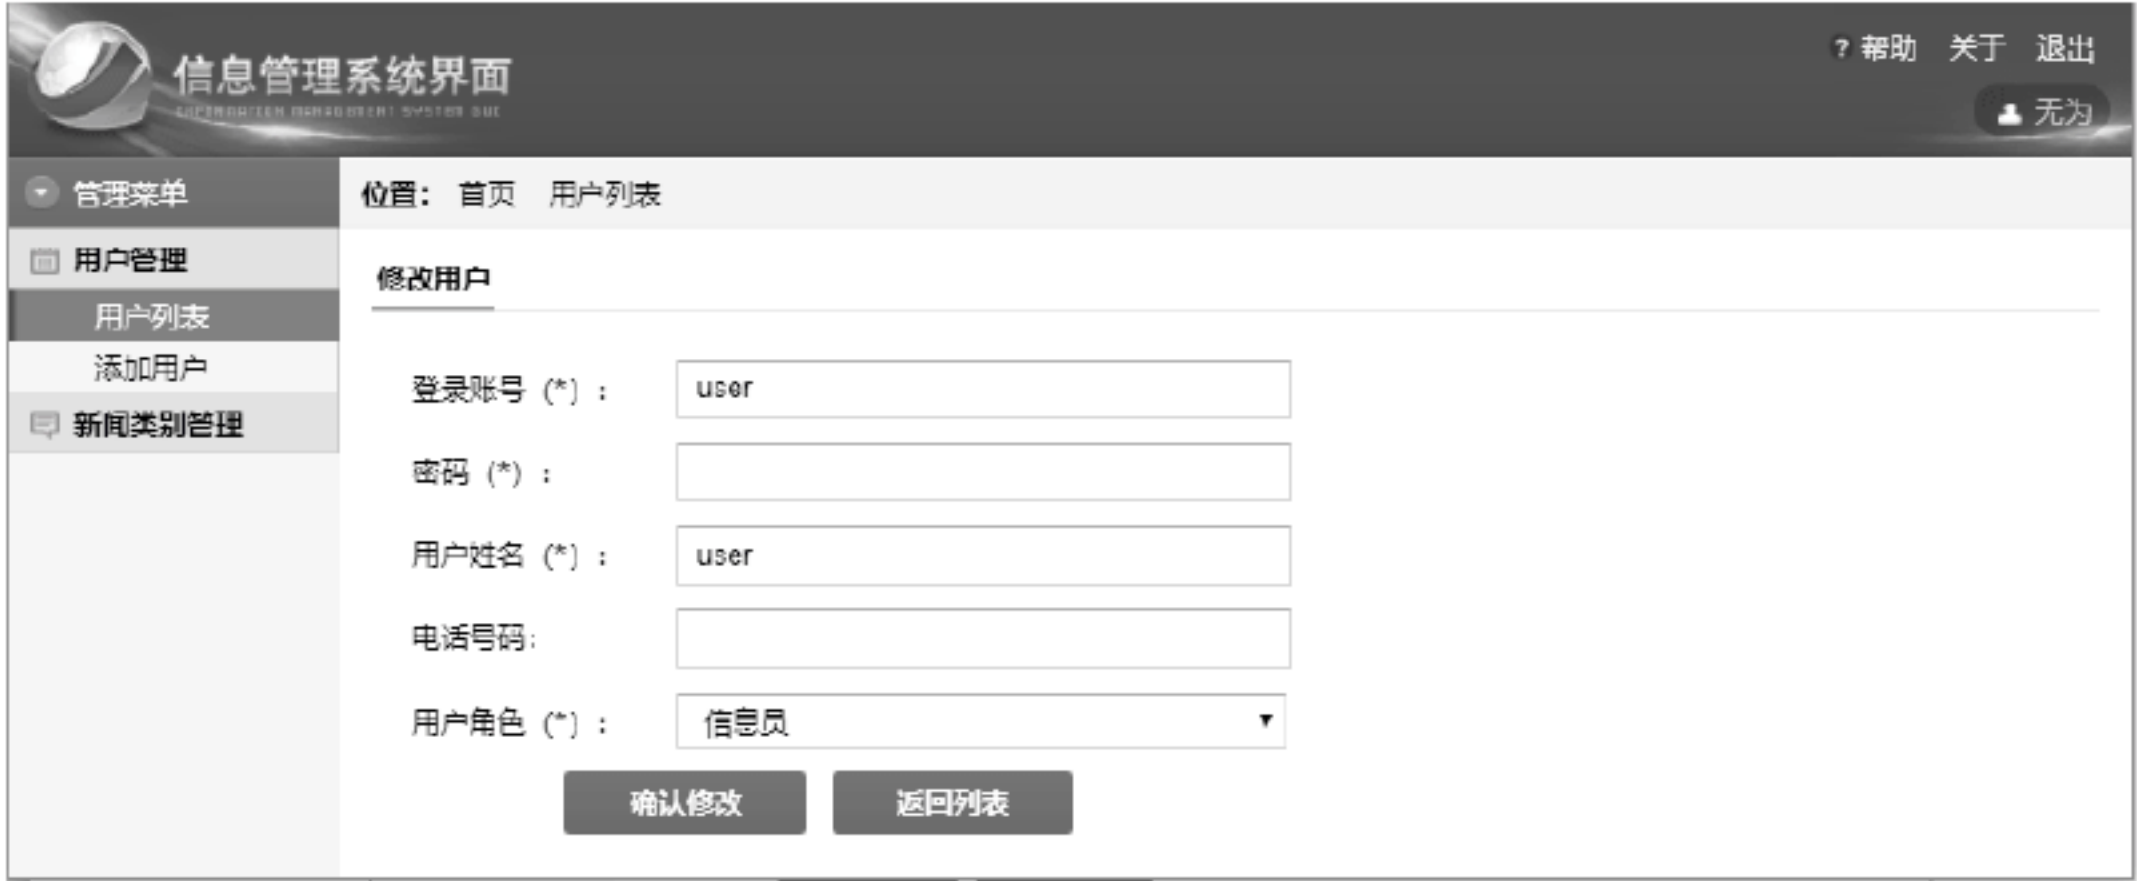 信息管理系统界面
INFORMATION MANAGEMENT SYSTEM GUI
? 帮助 关于 退出
无为
管理菜单
位置： 首页 用户列表
用户管理
用户列表
添加用户
新闻类别管理
修改用户
登录账号 (*) ： user
密码 (*) ：
用户姓名 (*) ： user
电话号码:
用户角色 (*) ： 信息员
确认修改 返回列表